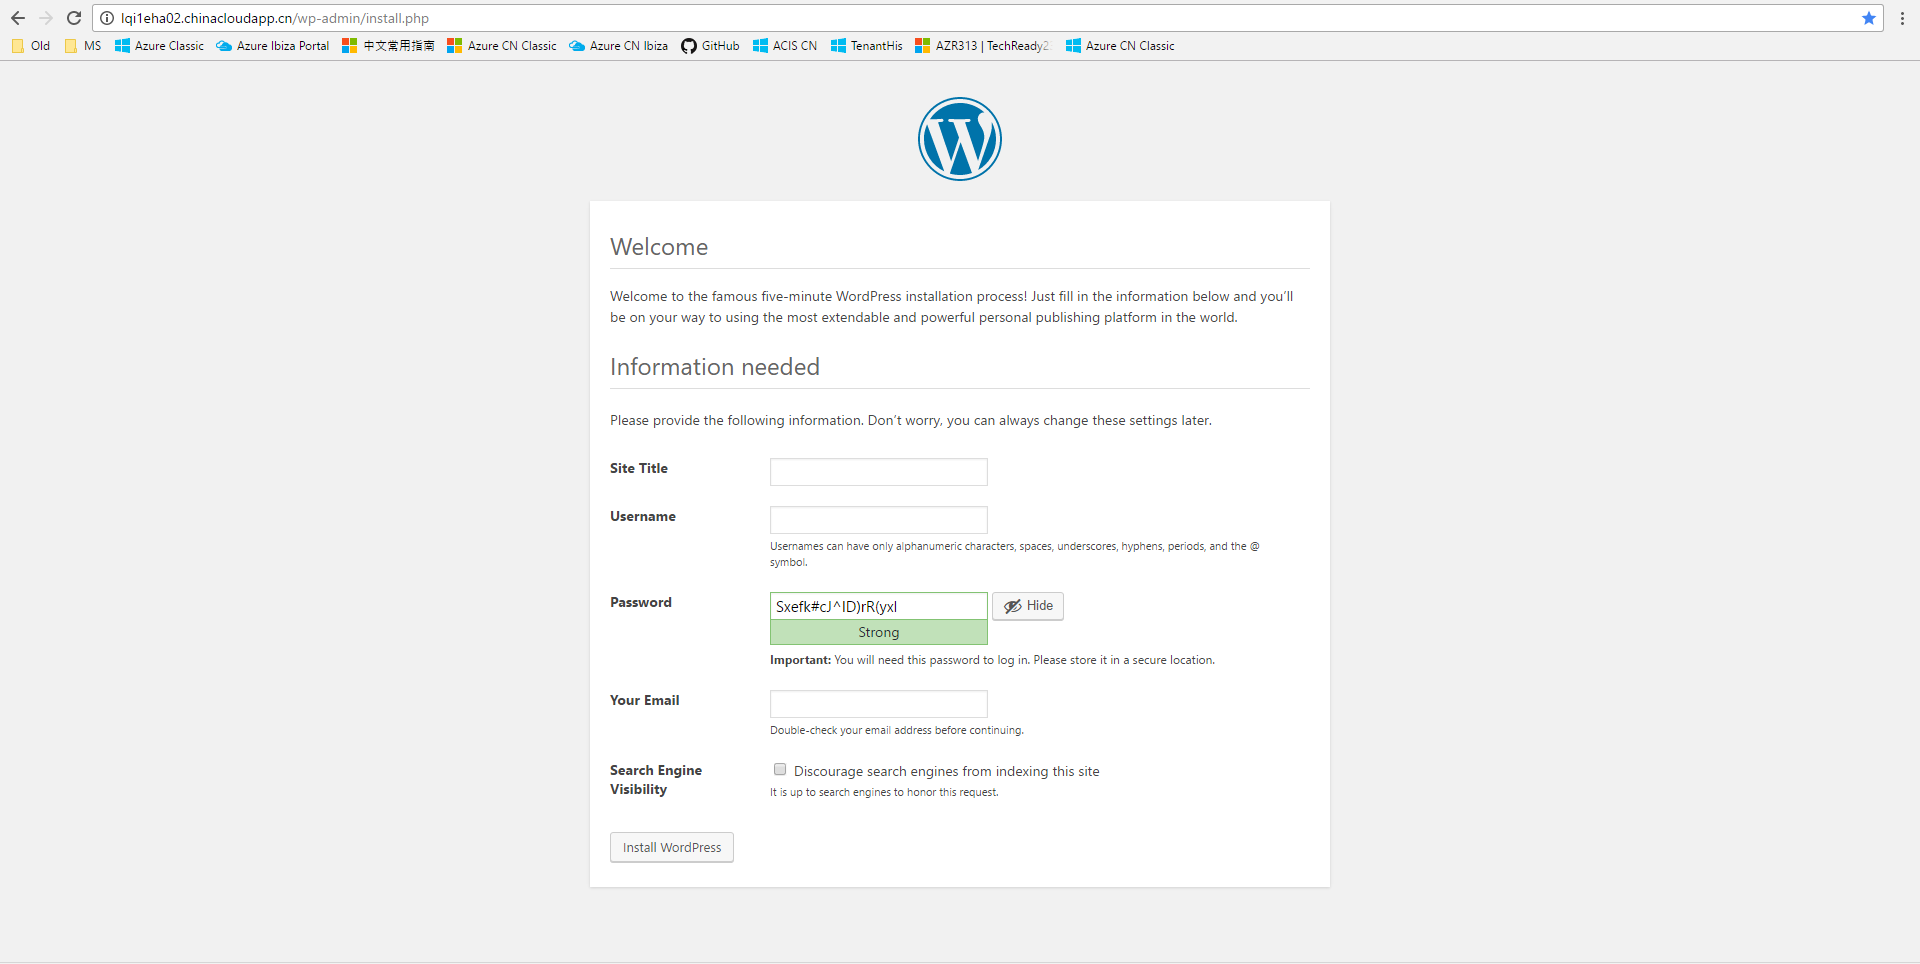 lqi1eha02.chinacloudapp.cn/wp-admin/install.php
Old MS Azure Classic Azure Ibiza Portal 中文常用指南 Azure CN Classic Azure CN Ibiza GitHub ACIS CN TenantHis AZR313 | TechReady2 Azure CN Classic
Welcome
Welcome to the famous five-minute WordPress installation process! Just fill in the information below and you’ll
be on your way to using the most extendable and powerful personal publishing platform in the world.
Information needed
Please provide the following information. Don’t worry, you can always change these settings later.
Site Title
Username
Usernames can have only alphanumeric characters, spaces, underscores, hyphens, periods, and the @
symbol.
Password Sxefk#cJ^ID)rR(yxl Hide
Strong
Important: You will need this password to log in. Please store it in a secure location.
Your Email
Double-check your email address before continuing.
Search Engine
Visibility
Discourage search engines from indexing this site
It is up to search engines to honor this request.
Install WordPress